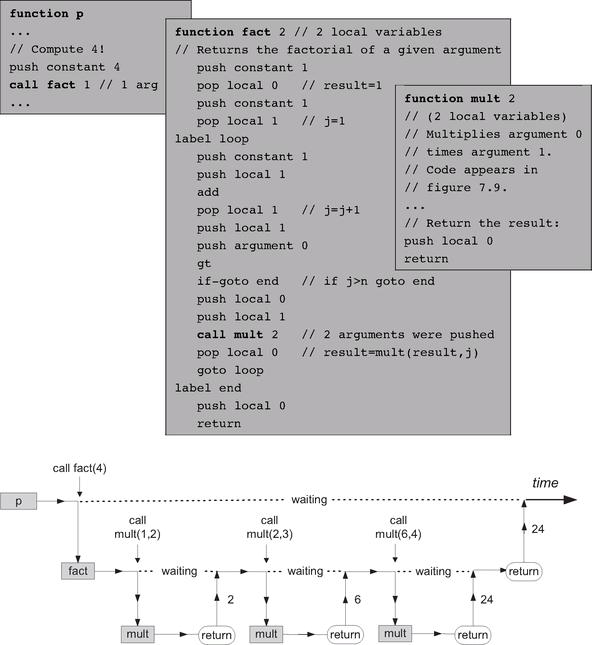 function p
...
// Compute 4!
push constant 4
call fact 1 // 1 arg
...
function fact 2 // 2 local variables
// Returns the factorial of a given argument
push constant 1
pop local 0 // result=1
push constant 1
pop local 1 // j=1
label loop
push constant 1
push local 1
add
pop local 1 // j=j+1
push local 1
push argument 0
gt
if-goto end // if j>n goto end
push local 0
push local 1
call mult 2 // 2 arguments were pushed
pop local 0 // result=mult(result,j)
goto loop
label end
push local 0
return
function mult 2
// (2 local variables)
// Multiplies argument 0
// times argument 1.
// Code appears in
// figure 7.9.
...
// Return the result:
push local 0
return
call fact(4)
time
p
waiting
call
mult(1,2)
call
mult(2,3)
call
mult(6,4)
24
fact
waiting
waiting
waiting
return
2
6
24
mult
return
mult
return
mult
return